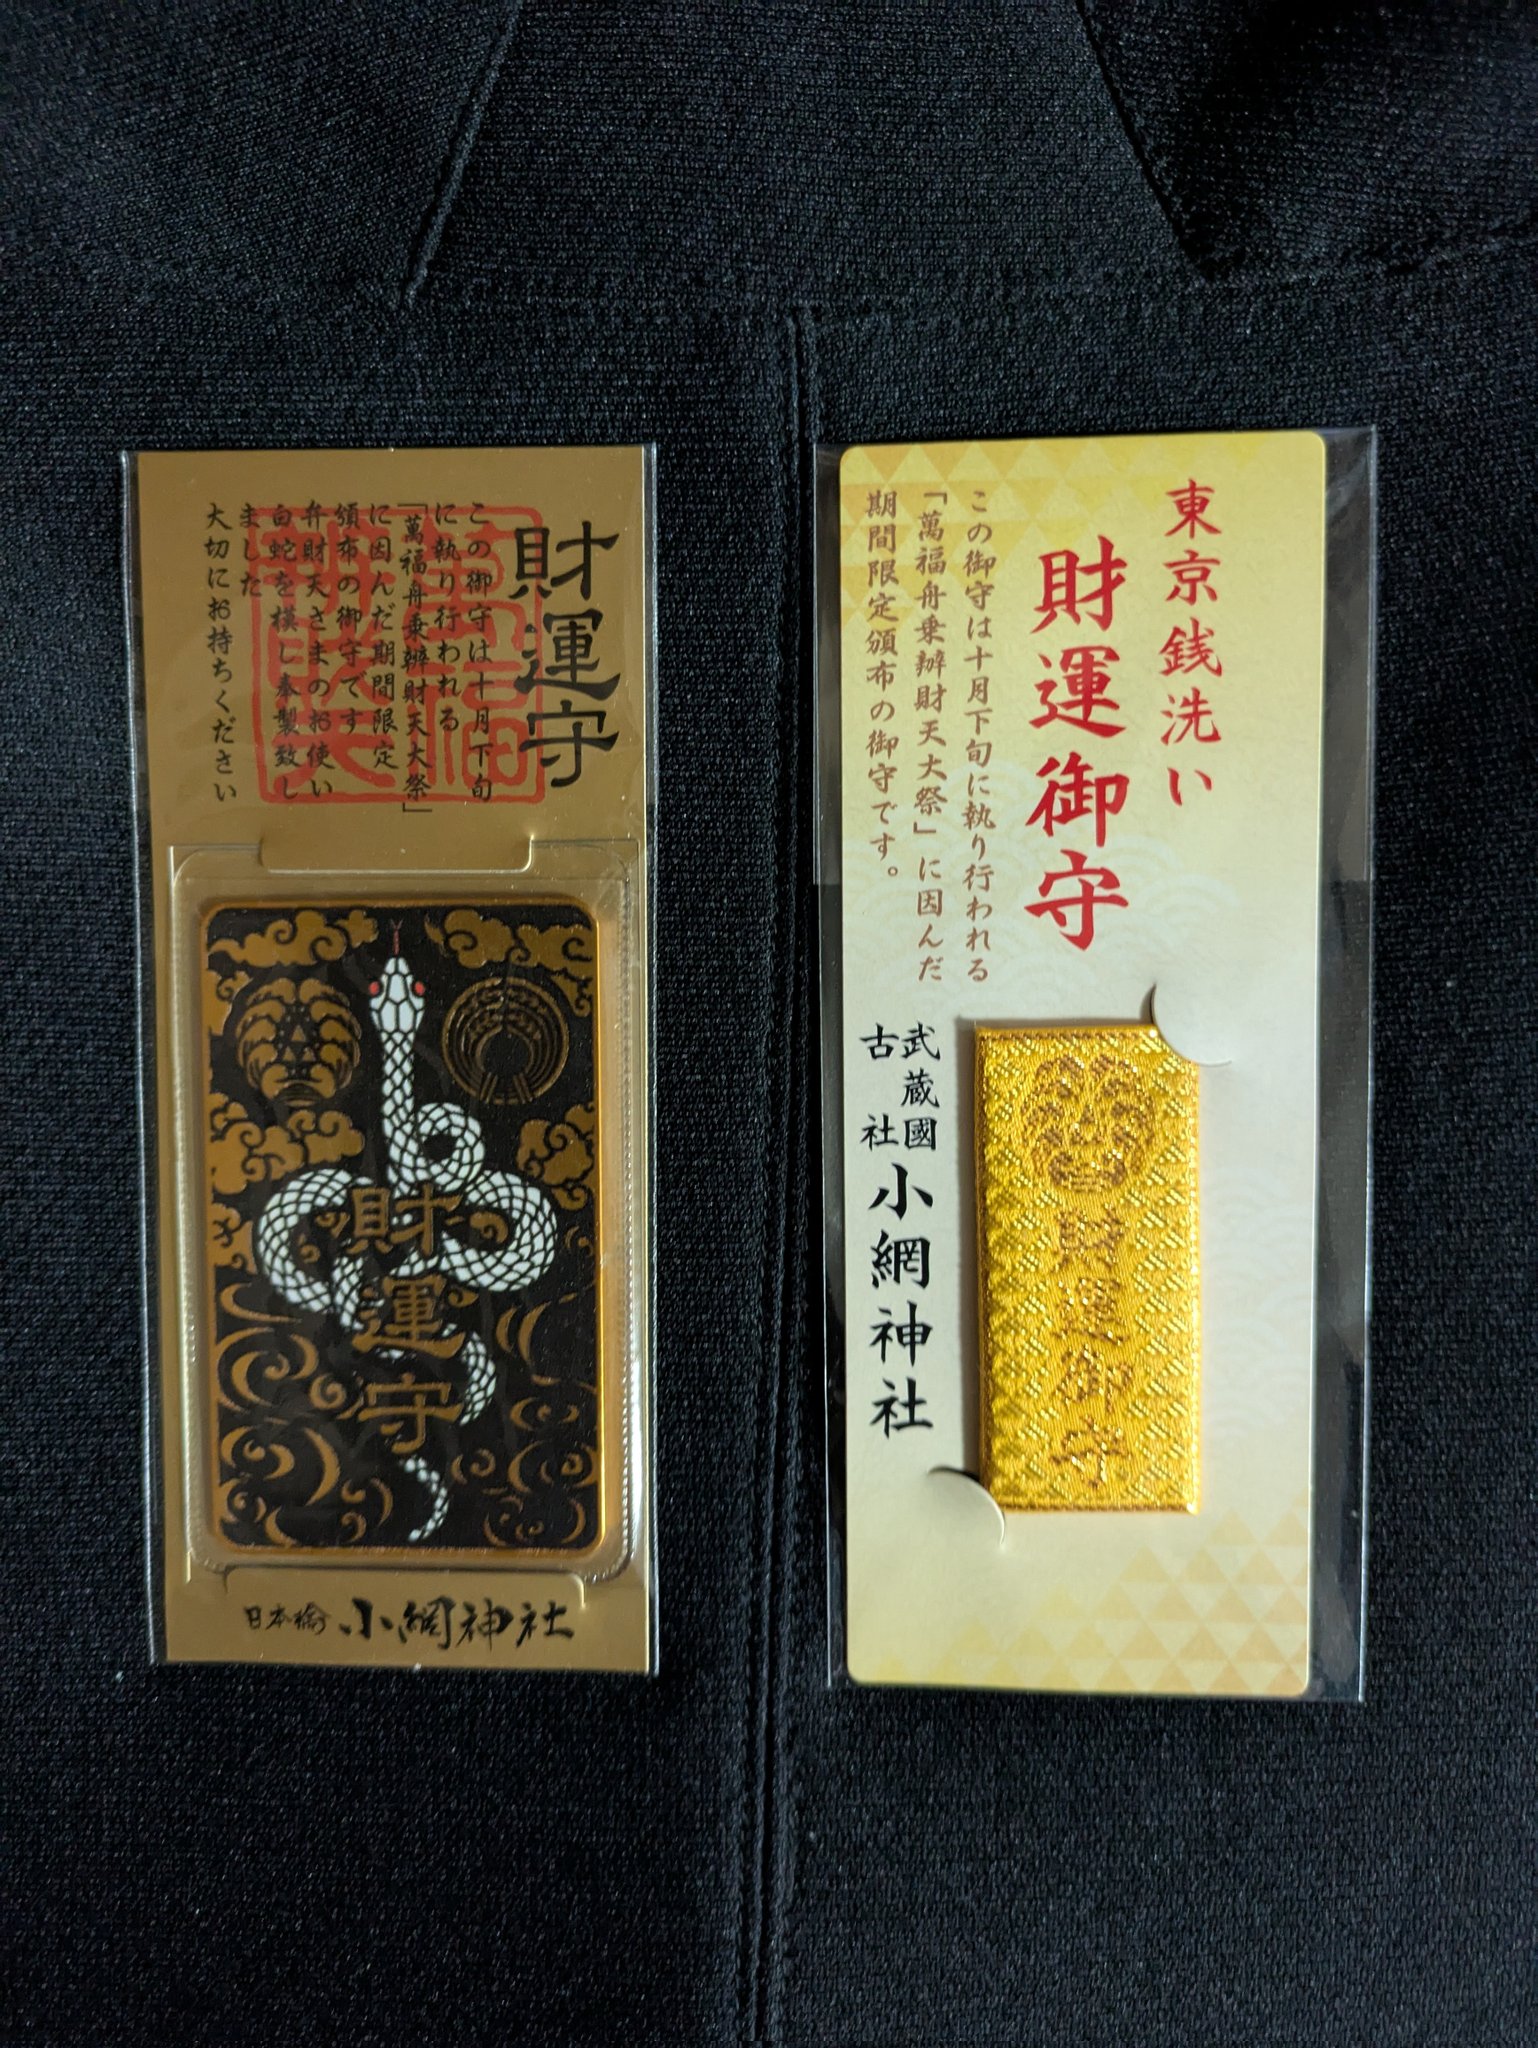 財運守
この御守は十月下旬
に執り行われる
「萬福舟乗辨財天大祭」
に因んだ期間限定
頒布の御守です
弁財天さまのお使い
白蛇を模し奉製致し
ました
大切にお持ちください
財運守
日本橋 小網神社
東京銭洗い
財運御守
この御守は十月下旬に執り行われる
「萬福舟乗辦財天大祭」に因んだ
期間限定頒布の御守です。
武蔵國
古社
小網神社
財運御守